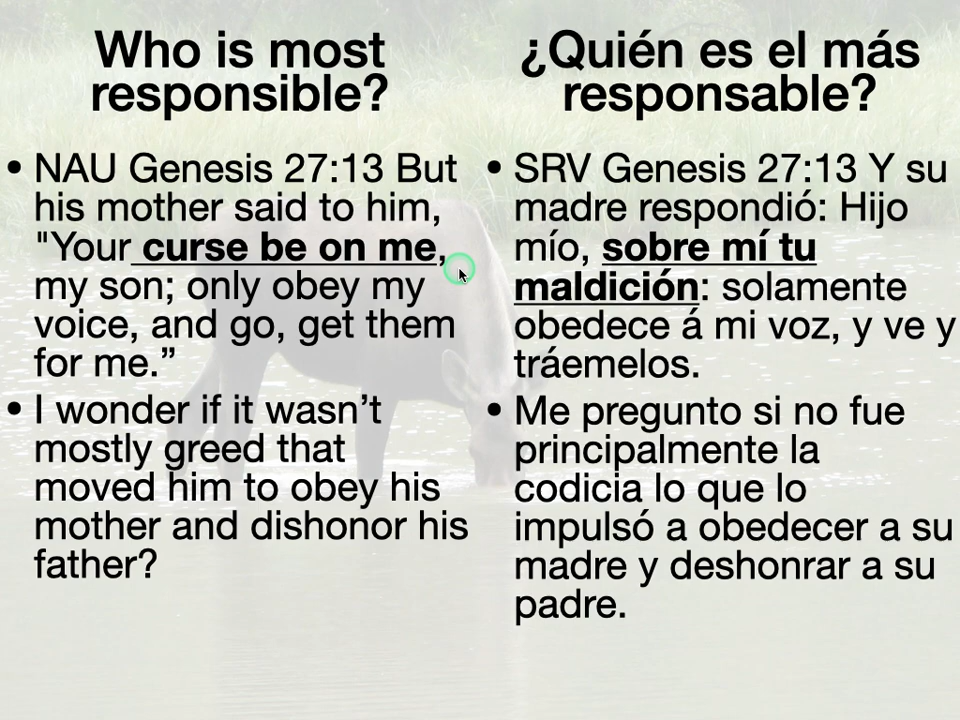 Who is most
responsible?
• NAU Genesis 27:13 But
his mother said to him,
"Your curse be on me,
my son; only obey my
voice, and go, get them
for me.”
• I wonder if it wasn’t
mostly greed that
moved him to obey his
mother and dishonor his
father?
¿Quién es el más
responsable?
• SRV Genesis 27:13 Y su
madre respondió: Hijo
mío, sobre mí tu
maldición: solamente
obedece á mi voz, y ve y
tráemelos.
• Me pregunto si no fue
principalmente la
codicia lo que lo
impulsó a obedecer a su
madre y deshonrar a su
padre.